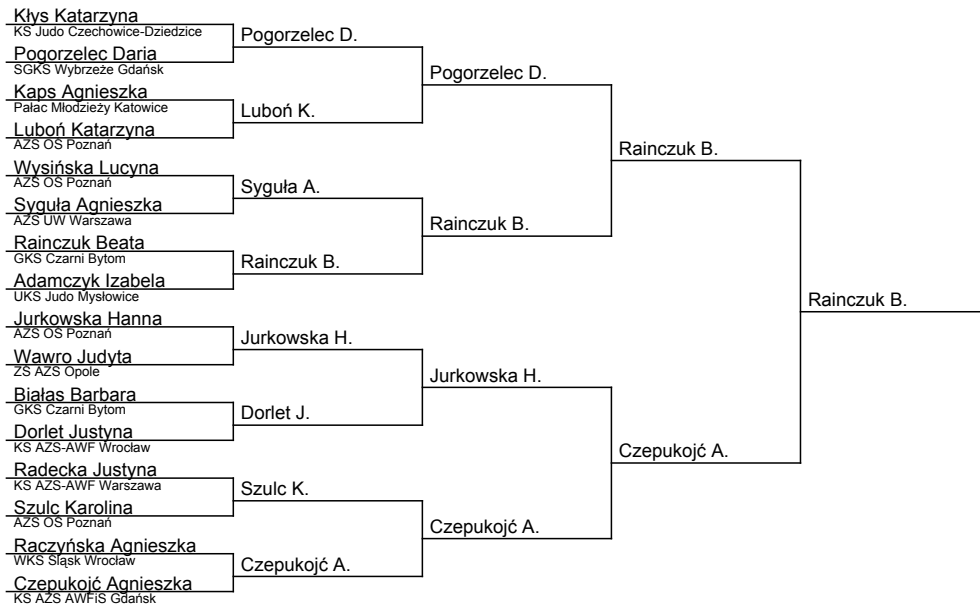 Kłys Katarzyna
KS Judo Czechowice-Dziedzice
Pogorzelec Daria
SGKS Wybrzeże Gdańsk
Kaps Agnieszka
Pałac Młodzieży Katowice
Luboń Katarzyna
AZS OŚ Poznań
Wysińska Lucyna
AZS OŚ Poznań
Syguła Agnieszka
AZS UW Warszawa
Rainczuk Beata
GKS Czarni Bytom
Adamczyk Izabela
UKS Judo Mysłowice
Jurkowska Hanna
AZS OŚ Poznań
Wawro Judyta
ZS AZS Opole
Białas Barbara
GKS Czarni Bytom
Dorlet Justyna
KS AZS-AWF Wrocław
Radecka Justyna
KS AZS-AWF Warszawa
Szulc Karolina
AZS OŚ Poznań
Raczyńska Agnieszka
WKS Śląsk Wrocław
Czepukojć Agnieszka
KS AZS AWFiS Gdańsk
Pogorzelec D.
Luboń K.
Syguła A.
Rainczuk B.
Jurkowska H.
Dorlet J.
Szulc K.
Czepukojć A.
Pogorzelec D.
Rainczuk B.
Jurkowska H.
Czepukojć A.
Rainczuk B.
Czepukojć A.
Rainczuk B.